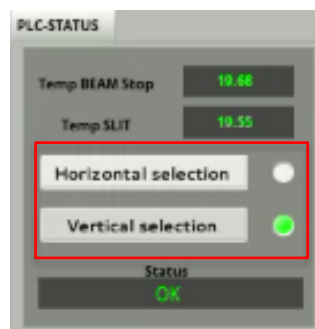 PLC-STATUS
Temp BEAM Stop 19.68
Temp SLIT 19.55
Horizontal selection
Vertical selection
Status
OK